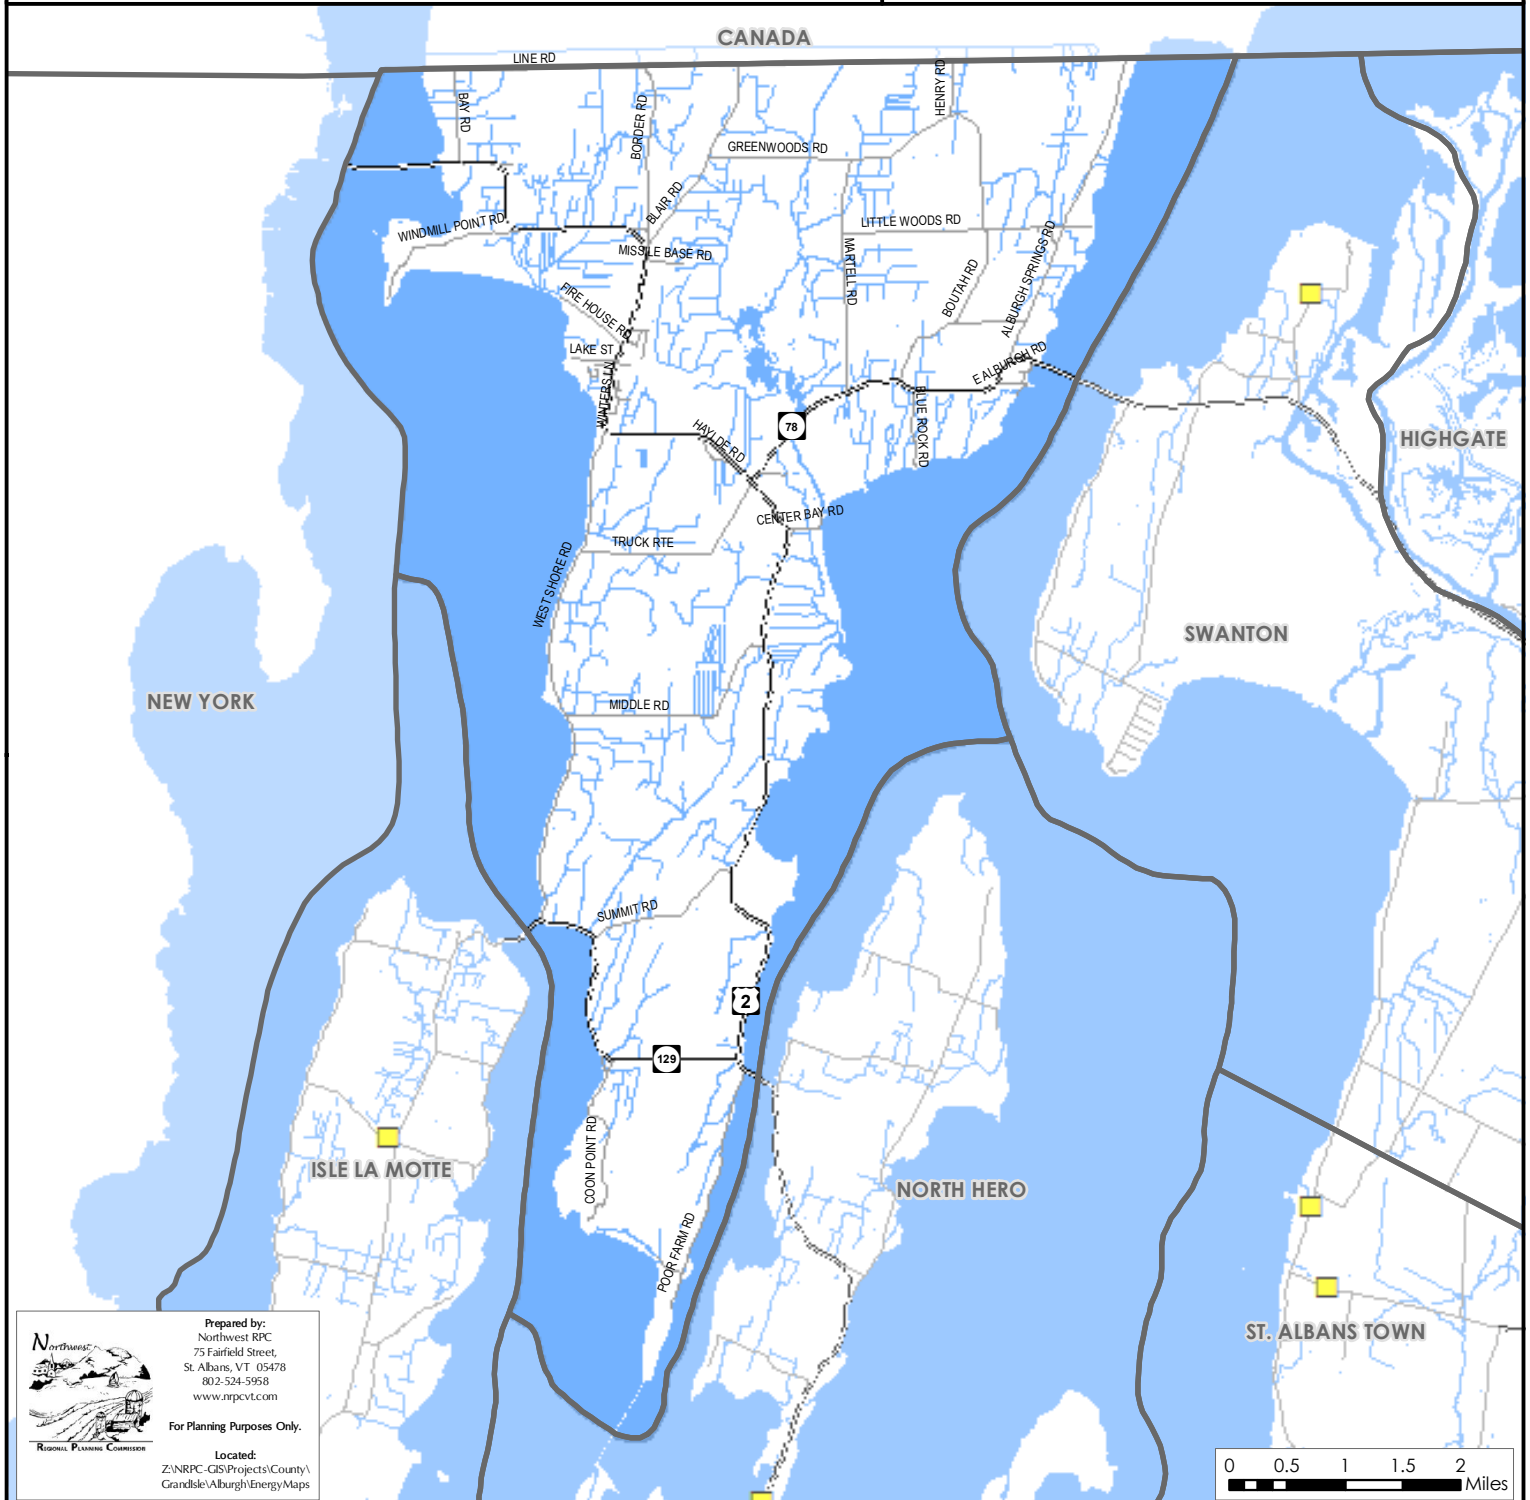 CANADA
LINE RD
BAY RD
BORDER RD
HENRY RD
GREENWOODS RD
BLAIR RD
WINDMILL POINT RD
LITTLE WOODS RD
MISSILE BASE RD
MARTELL RD
BOUTAH RD
ALBURGH SPRINGS RD
FIRE HOUSE RD
LAKE ST
E ALBURGH RD
WINTERS LN
BLUE ROCK RD
78
HAYLDE RD
HIGHGATE
CENTER BAY RD
TRUCK RTE
WEST SHORE RD
SWANTON
NEW YORK
MIDDLE RD
SUMMIT RD
2
129
COON POINT RD
ISLE LA MOTTE
NORTH HERO
POOR FARM RD
ST. ALBANS TOWN
Northwest
REGIONAL PLANNING COMMISSION
Prepared by:
Northwest RPC
75 Fairfield Street,
St. Albans, VT 05478
802-524-5958
www.nrpcvt.com
For Planning Purposes Only.
Located:
Z:\NRPC-GIS\Projects\County\
GrandIsle\Alburgh\EnergyMaps
0 0.5 1 1.5 2
Miles